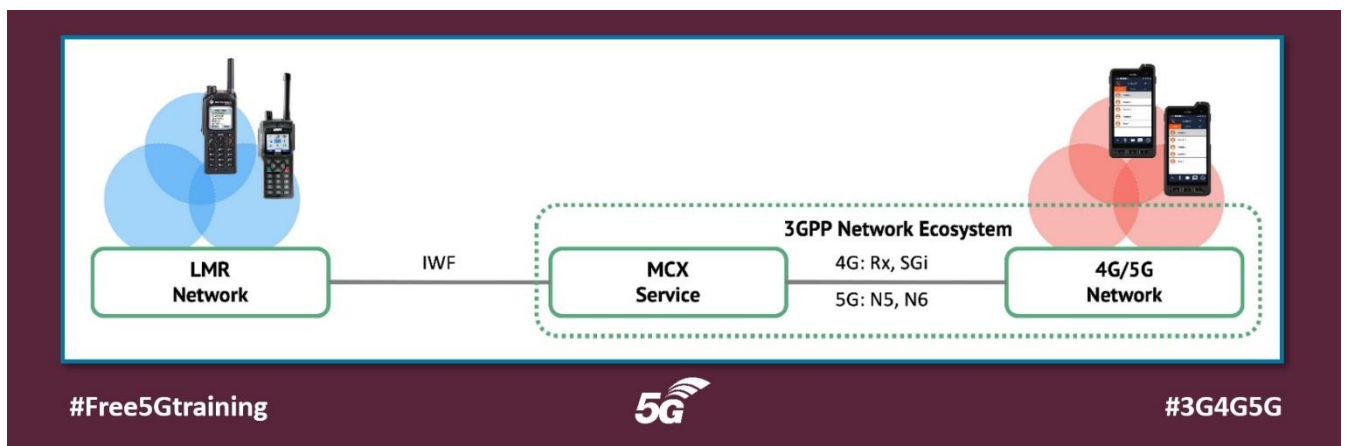 3GPP Network Ecosystem
LMR
Network
IWF
MCX
Service
4G: Rx, SGi
5G: N5, N6
4G/5G
Network
#Free5Gtraining
5G
#3G4G5G